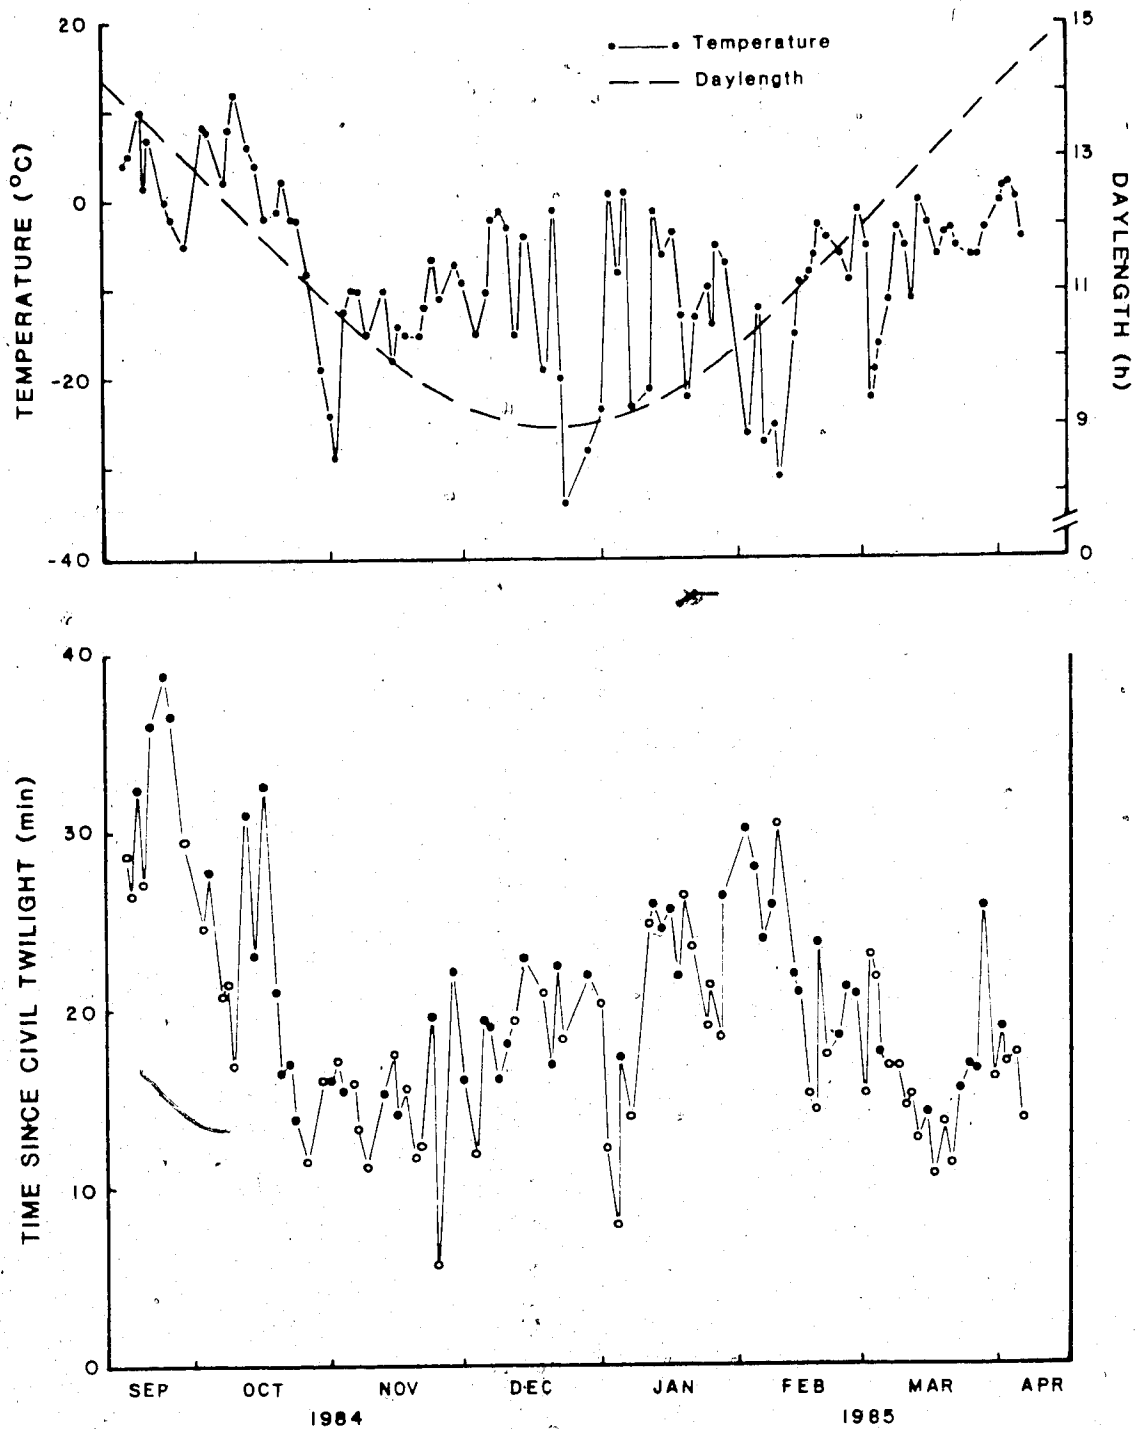 Temperature
Daylength
TEMPERATURE (°C)
20
0
-20
-40
DAYLENGTH (h)
15
13
11
9
0
TIME SINCE CIVIL TWILIGHT (min)
40
30
20
10
0
SEP OCT NOV DEC JAN FEB MAR APR
1984 1985